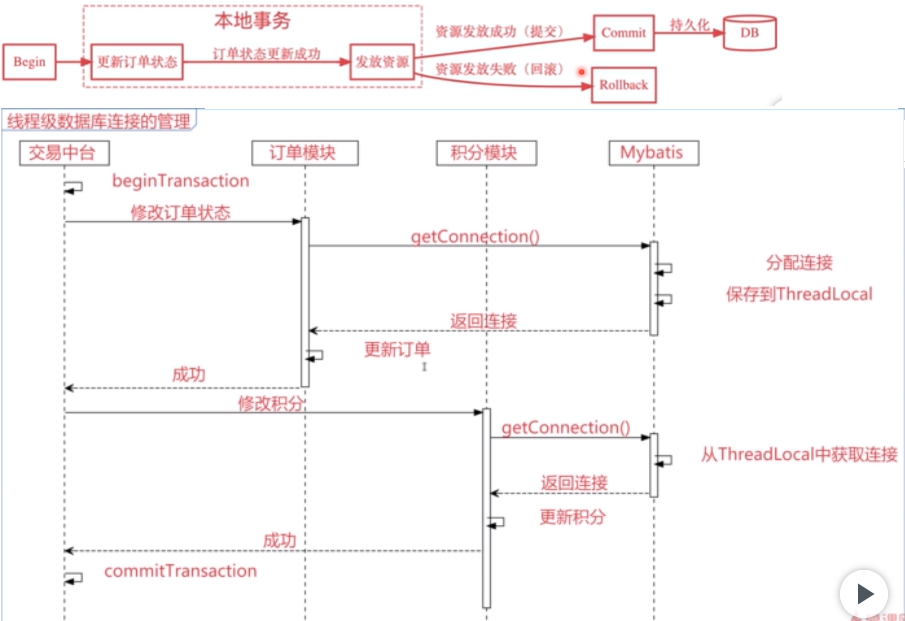 本地事务
Begin
更新订单状态
订单状态更新成功
发放资源
资源发放成功（提交）
Commit
持久化
DB
资源发放失败（回滚）
Rollback
线程级数据库连接的管理
交易中台
订单模块
积分模块
Mybatis
beginTransaction
修改订单状态
getConnection()
分配连接
保存到ThreadLocal
返回连接
更新订单
成功
修改积分
getConnection()
从ThreadLocal中获取连接
返回连接
更新积分
成功
commitTransaction